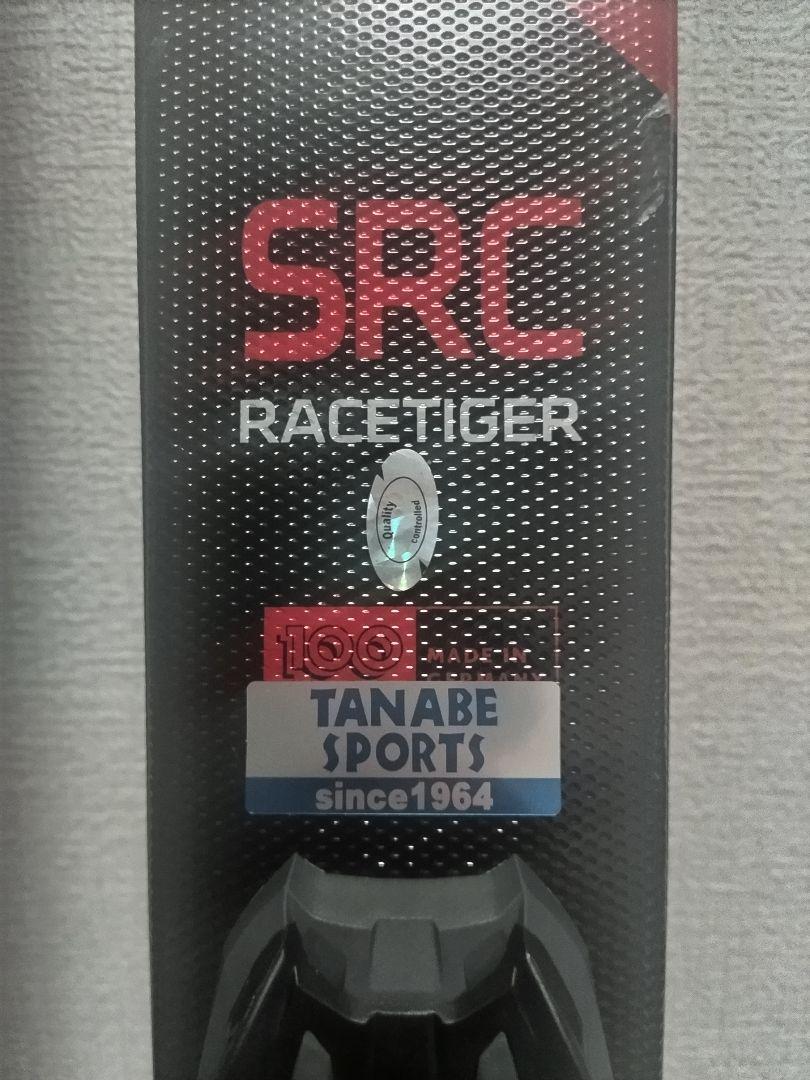 SRC
RACETIGER
Quality
controlled
100
MADE IN
GERMANY
TANABE
SPORTS
since1964